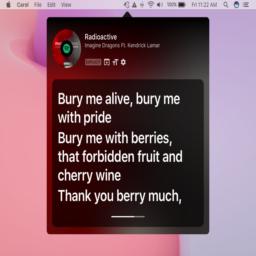 Carol File Edit View
100% Fri 11:22 AM
Radioactive
Imagine Dragons Ft. Kendrick Lamar
Bury me alive, bury me
with pride
Bury me with berries,
that forbidden fruit and
cherry wine
Thank you berry much,